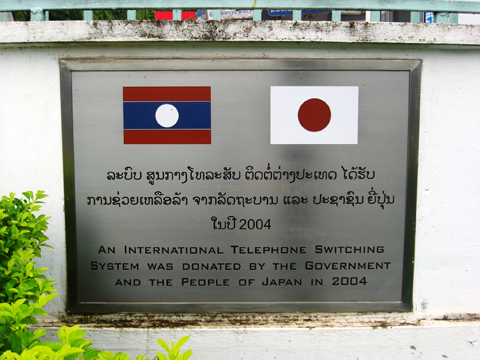 ລະບົບ ສູນກາງໂທລະສັບ ຕິດຕໍ່ຕ່າງປະເທດ ໄດ້ຮັບ
ການຊ່ວຍເຫລືອລ້າ ຈາກລັດຖະບານ ແລະ ປະຊາຊົນ ຍີ່ປຸ່ນ
ໃນປີ 2004
AN INTERNATIONAL TELEPHONE SWITCHING
SYSTEM WAS DONATED BY THE GOVERNMENT
AND THE PEOPLE OF JAPAN IN 2004